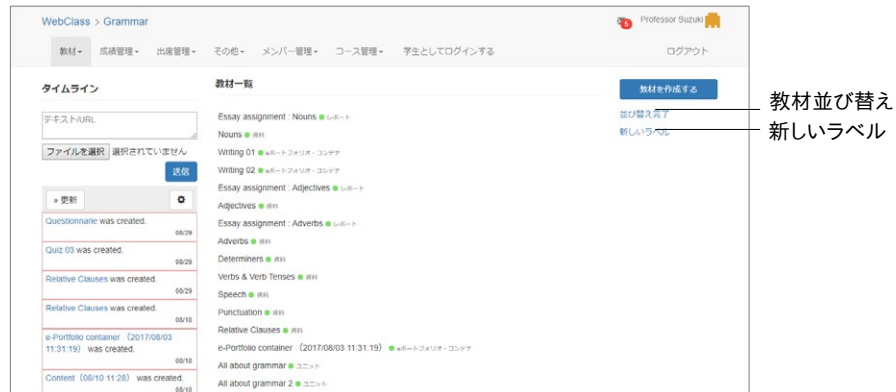 WebClass > Grammar
5
Professor Suzuki
教材
成績管理
出席管理
その他
メンバー管理
コース管理
学生としてログインする
ログアウト
タイムライン
テキスト/URL
ファイルを選択 選択されていません
送信
» 更新
Questionnarie was created.
08/29
Quiz 03 was created.
08/29
Relative Clauses was created.
08/29
Relative Clauses was created.
08/10
e-Portfolio container （2017/08/03
11:31:19） was created.
08/10
Content（08/10 11:28） was created.
08/10
教材一覧
Essay assignment : Nouns レポート
Nouns 資料
Writing 01 eポートフォリオ・コンテナ
Writing 02 eポートフォリオ・コンテナ
Essay assignment : Adjectives レポート
Adjectives 資料
Essay assignment : Adverbs レポート
Adverbs 資料
Determiners 資料
Verbs & Verb Tenses 資料
Speech 資料
Punctuation 資料
Relative Clauses 資料
e-Portfolio container （2017/08/03 11:31:19） eポートフォリオ・コンテナ
All about grammar ユニット
All about grammar 2 ユニット
教材を作成する
並び替え完了
新しいラベル
教材並び替え
新しいラベル